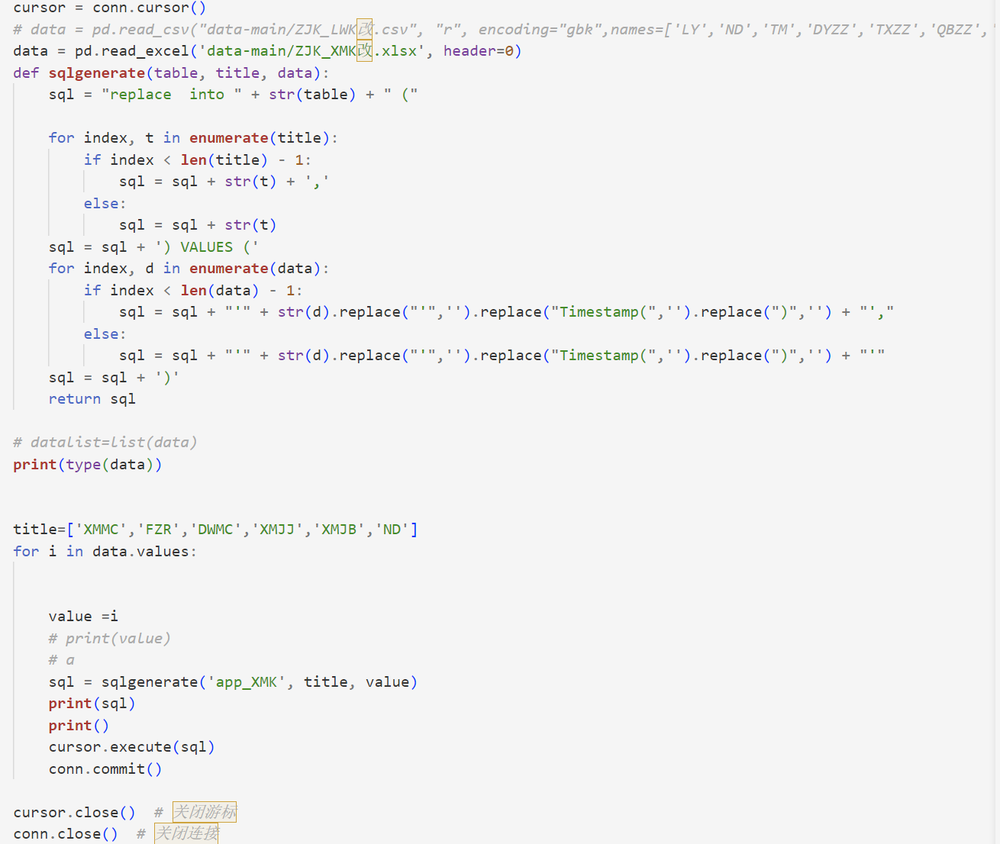 cursor = conn.cursor()
# data = pd.read_csv("data-main/ZJK_LWK改.csv", "r", encoding="gbk",names=['LY','ND','TM','DYZZ','TXZZ','QBZZ','
data = pd.read_excel('data-main/ZJK_XMK改.xlsx', header=0)
def sqlgenerate(table, title, data):
    sql = "replace  into " + str(table) + " ("
    for index, t in enumerate(title):
        if index < len(title) - 1:
            sql = sql + str(t) + ','
        else:
            sql = sql + str(t)
    sql = sql + ') VALUES ('
    for index, d in enumerate(data):
        if index < len(data) - 1:
            sql = sql + "'" + str(d).replace("'",'').replace("Timestamp(",'').replace(")",'') + "',"
        else:
            sql = sql + "'" + str(d).replace("'",'').replace("Timestamp(",'').replace(")",'') + "'"
    sql = sql + ')'
    return sql
# datalist=list(data)
print(type(data))
title=['XMMC','FZR','DWMC','XMJJ','XMJB','ND']
for i in data.values:
    value =i
    # print(value)
    # a
    sql = sqlgenerate('app_XMK', title, value)
    print(sql)
    print()
    cursor.execute(sql)
    conn.commit()
cursor.close()  # 关闭游标
conn.close()  # 关闭连接